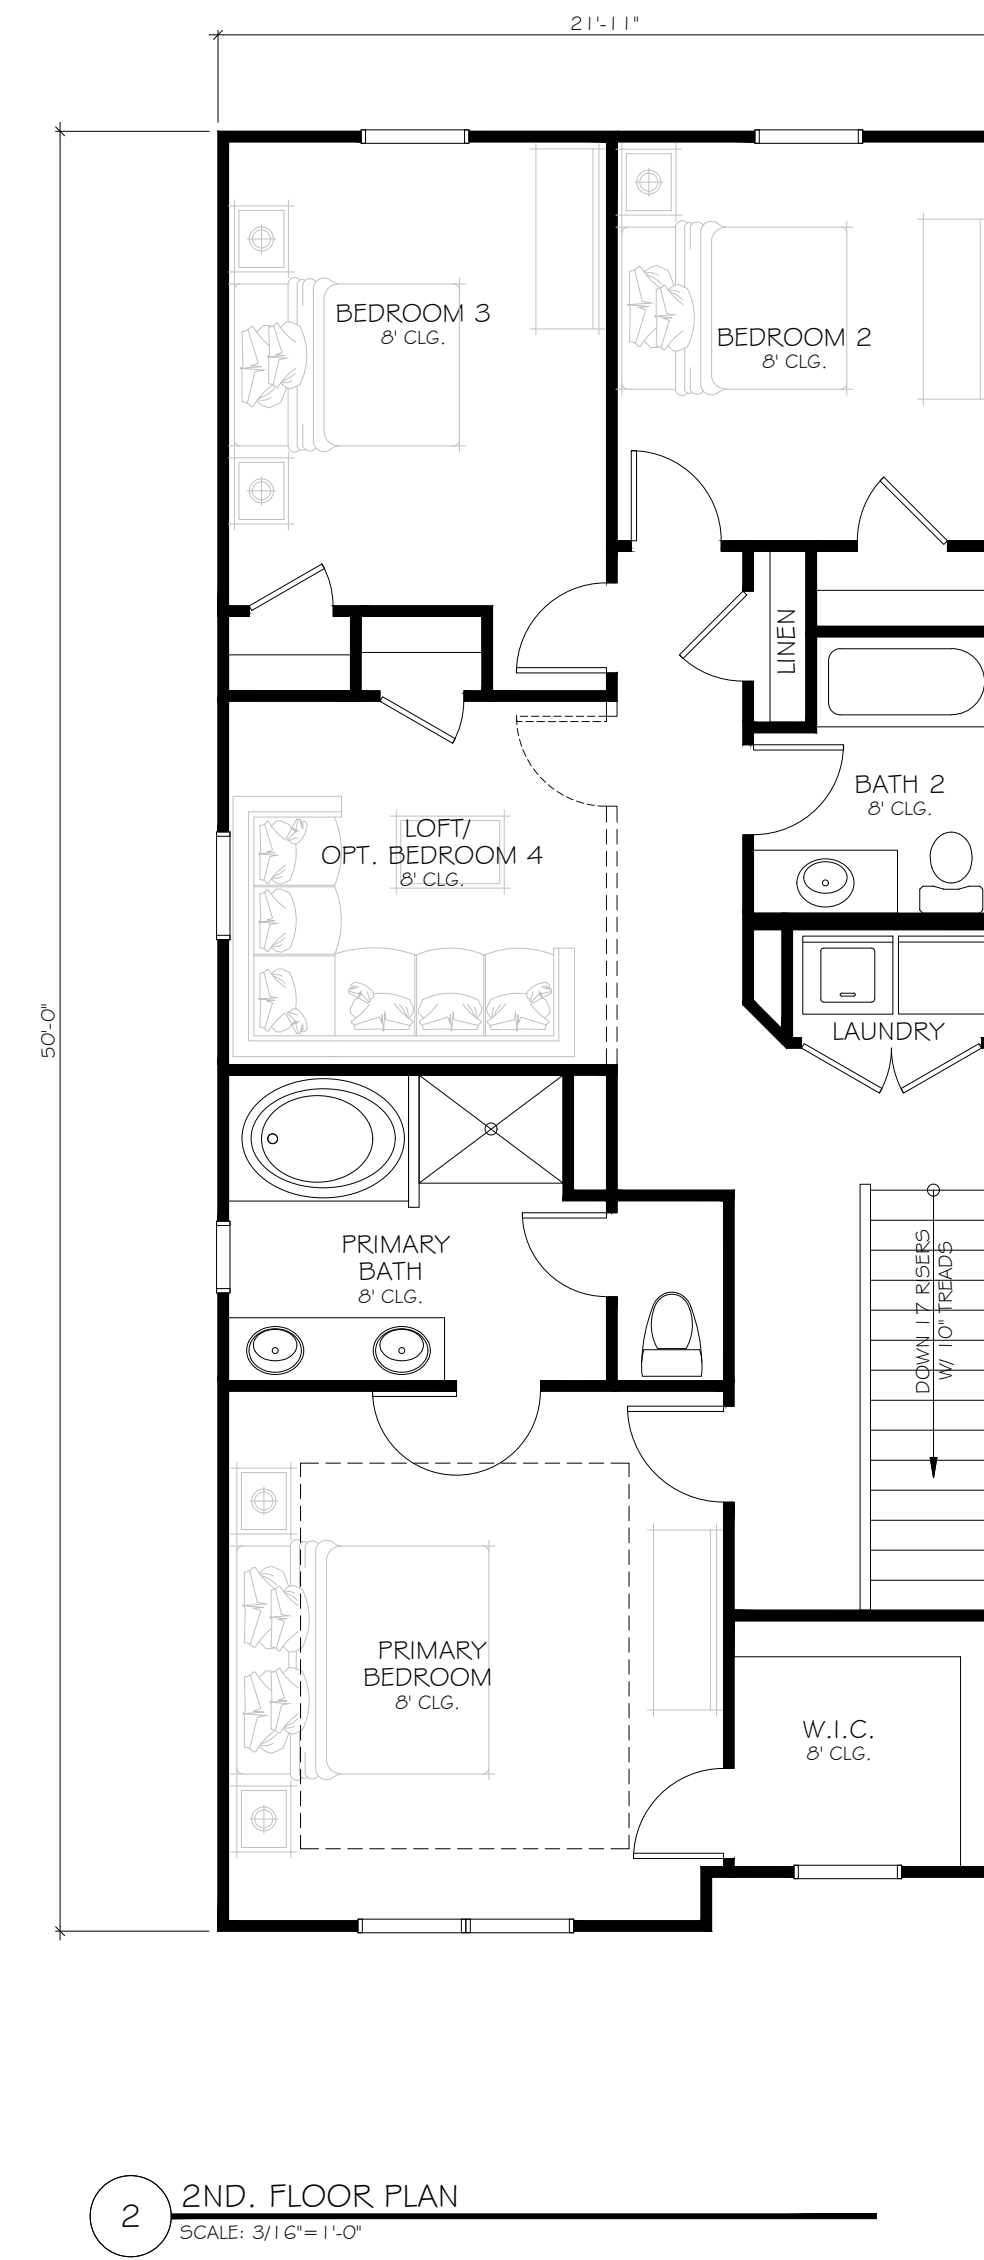 21'-11"
BEDROOM 3
8' CLG.
BEDROOM 2
8' CLG.
LINEN
BATH 2
8' CLG.
LOFT/
OPT. BEDROOM 4
8' CLG.
50'-0"
LAUNDRY
PRIMARY
BATH
8' CLG.
DOWN 17 RISERS
W/ 10" TREADS
PRIMARY
BEDROOM
8' CLG.
W.I.C.
8' CLG.
2
2ND. FLOOR PLAN
SCALE: 3/16"=1'-0"